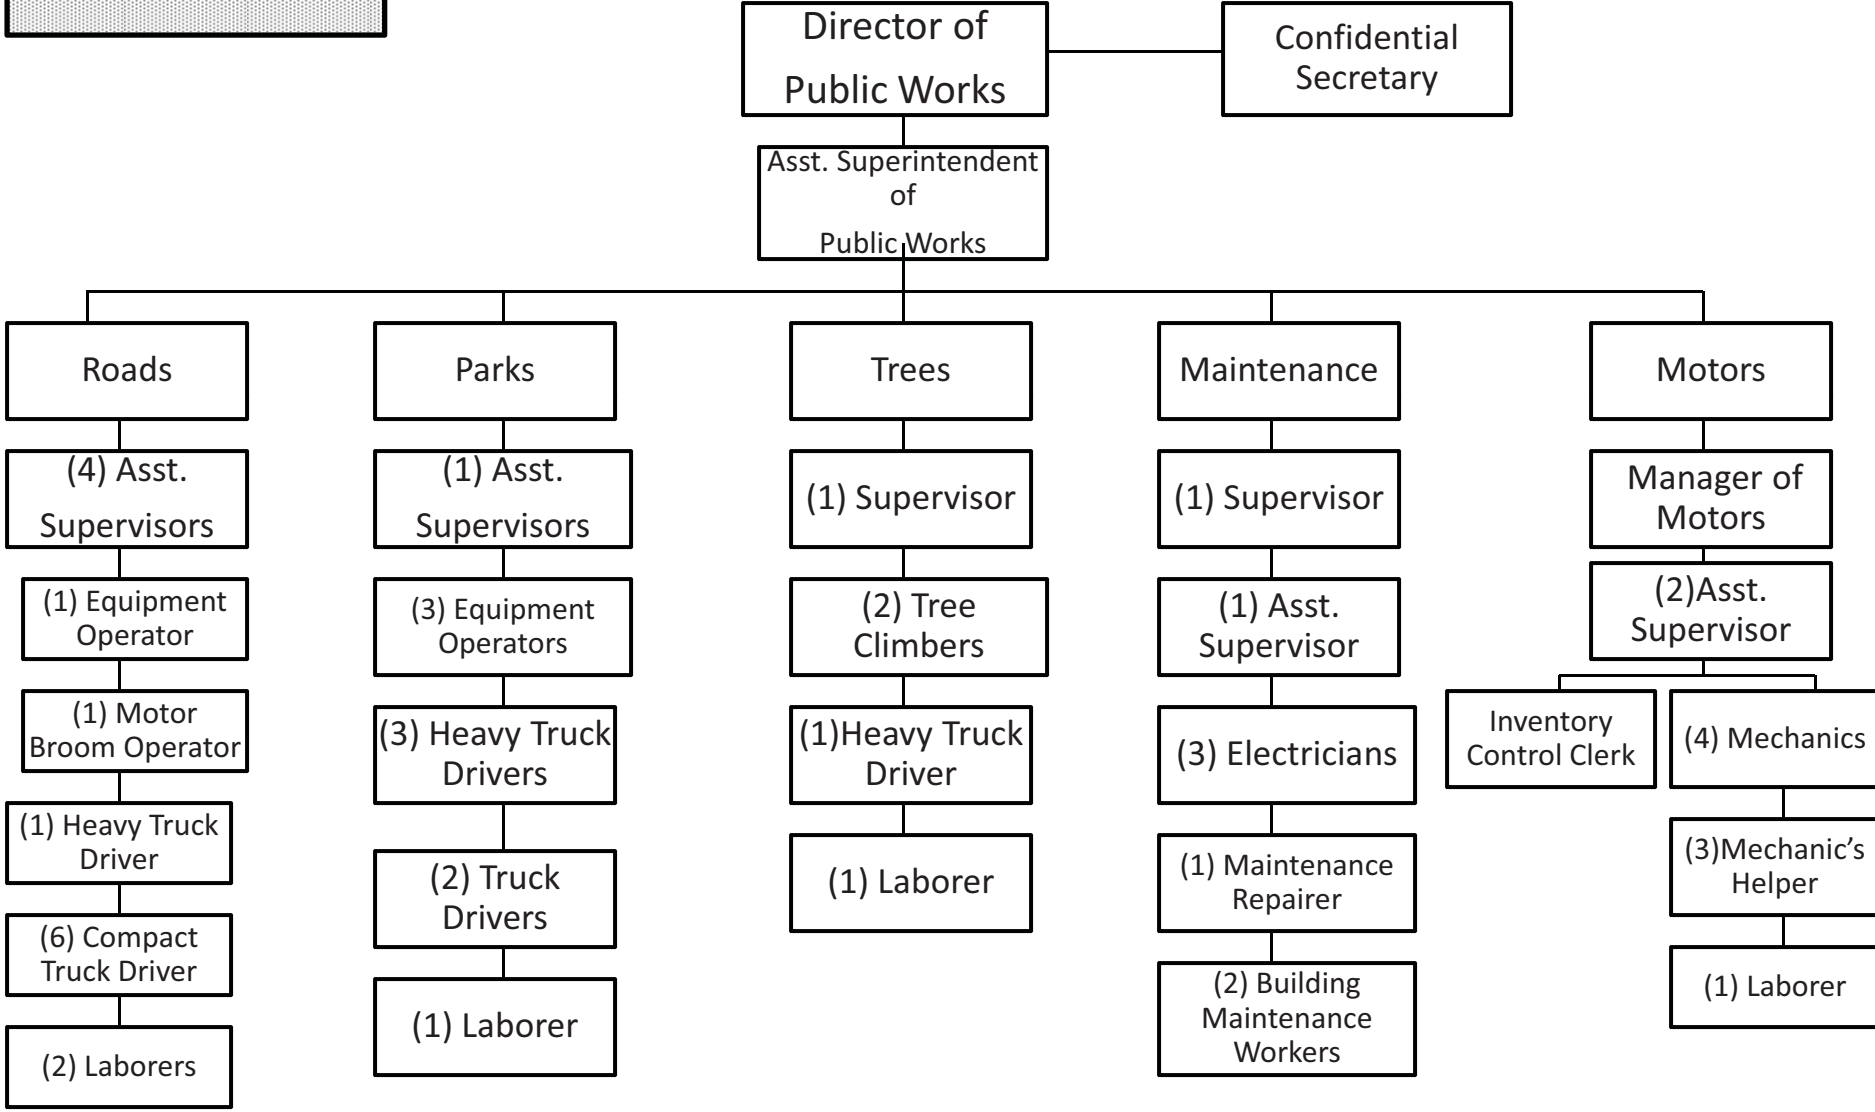 Director of
Public Works
Confidential
Secretary
Asst. Superintendent
of
Public Works
Roads
Parks
Trees
Maintenance
Motors
(4) Asst.
Supervisors
(1) Asst.
Supervisors
(1) Supervisor
(1) Supervisor
Manager of
Motors
(1) Equipment
Operator
(3) Equipment
Operators
(2) Tree
Climbers
(1) Asst.
Supervisor
(2)Asst.
Supervisor
(1) Motor
Broom Operator
(3) Heavy Truck
Drivers
(1)Heavy Truck
Driver
(3) Electricians
Inventory
Control Clerk
(4) Mechanics
(1) Heavy Truck
Driver
(2) Truck
Drivers
(1) Laborer
(1) Maintenance
Repairer
(3)Mechanic’s
Helper
(6) Compact
Truck Driver
(1) Laborer
(2) Building
Maintenance
Workers
(1) Laborer
(2) Laborers